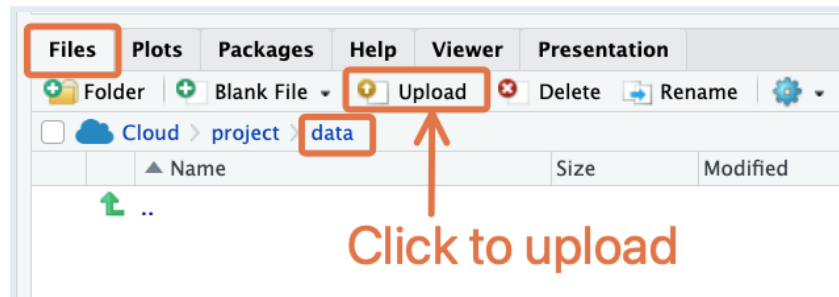 Files Plots Packages Help Viewer Presentation
Folder Blank File Upload Delete Rename
Cloud project data
Name Size Modified
..
Click to upload